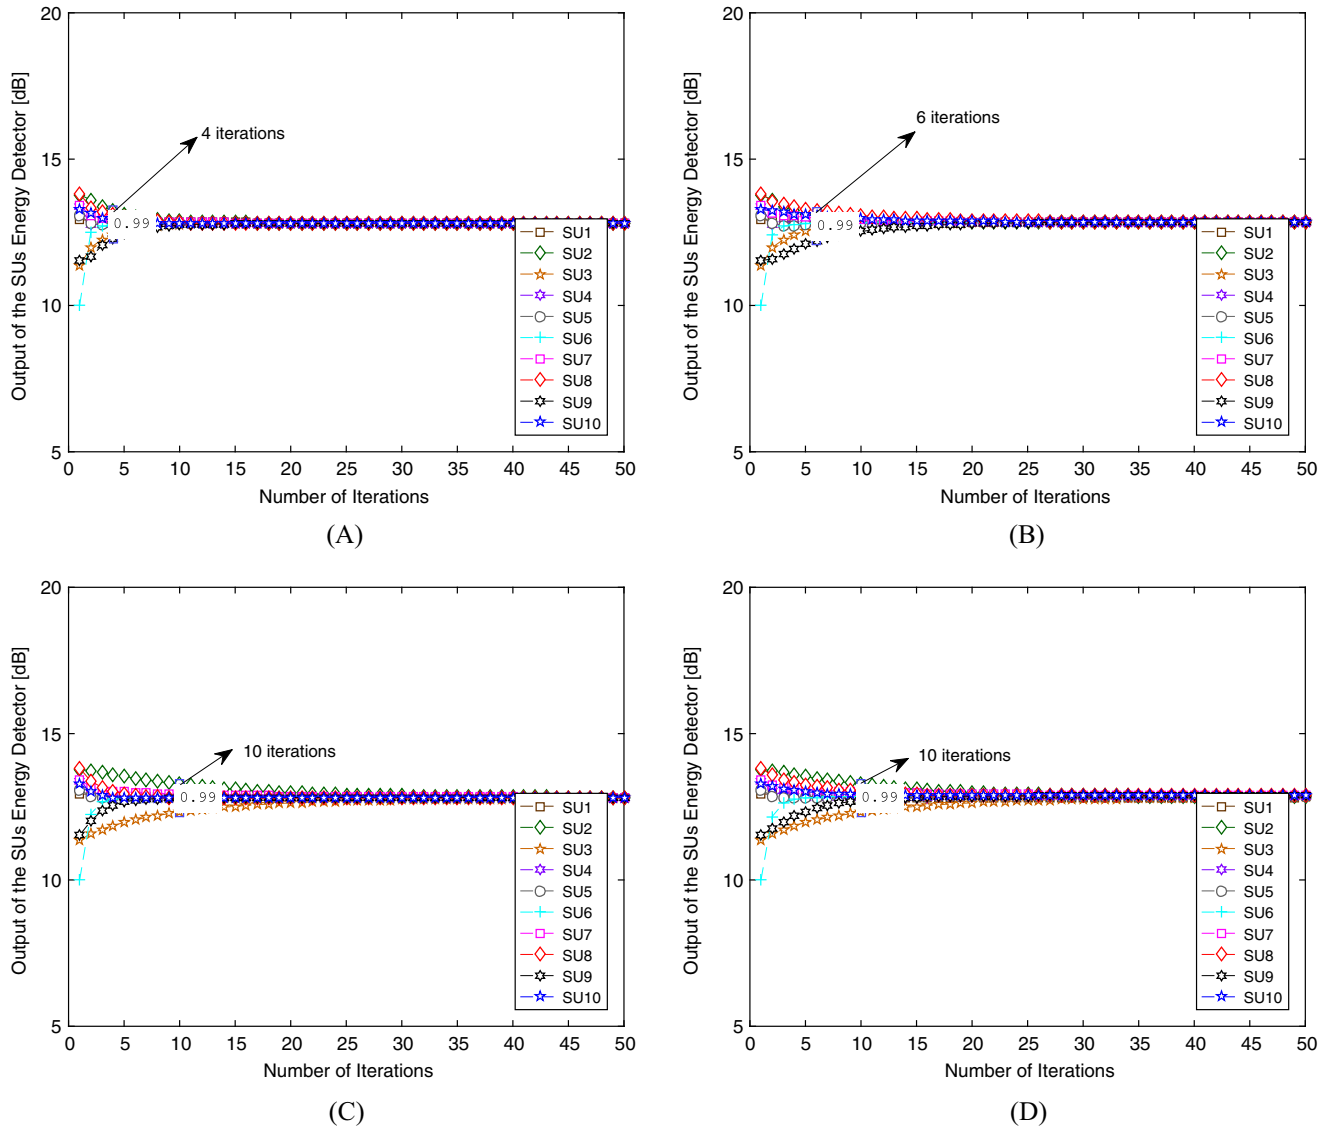 20
15
10
5
0 5 10 15 20 25 30 35 40 45 50
Output of the SUs Energy Detector [dB]
Number of Iterations
4 iterations
0.99
SU1
SU2
SU3
SU4
SU5
SU6
SU7
SU8
SU9
SU10
(A)
20
15
10
5
0 5 10 15 20 25 30 35 40 45 50
Output of the SUs Energy Detector [dB]
Number of Iterations
6 iterations
0.99
SU1
SU2
SU3
SU4
SU5
SU6
SU7
SU8
SU9
SU10
(B)
20
15
10
5
0 5 10 15 20 25 30 35 40 45 50
Output of the SUs Energy Detector [dB]
Number of Iterations
10 iterations
0.99
SU1
SU2
SU3
SU4
SU5
SU6
SU7
SU8
SU9
SU10
(C)
20
15
10
5
0 5 10 15 20 25 30 35 40 45 50
Output of the SUs Energy Detector [dB]
Number of Iterations
10 iterations
0.99
SU1
SU2
SU3
SU4
SU5
SU6
SU7
SU8
SU9
SU10
(D)